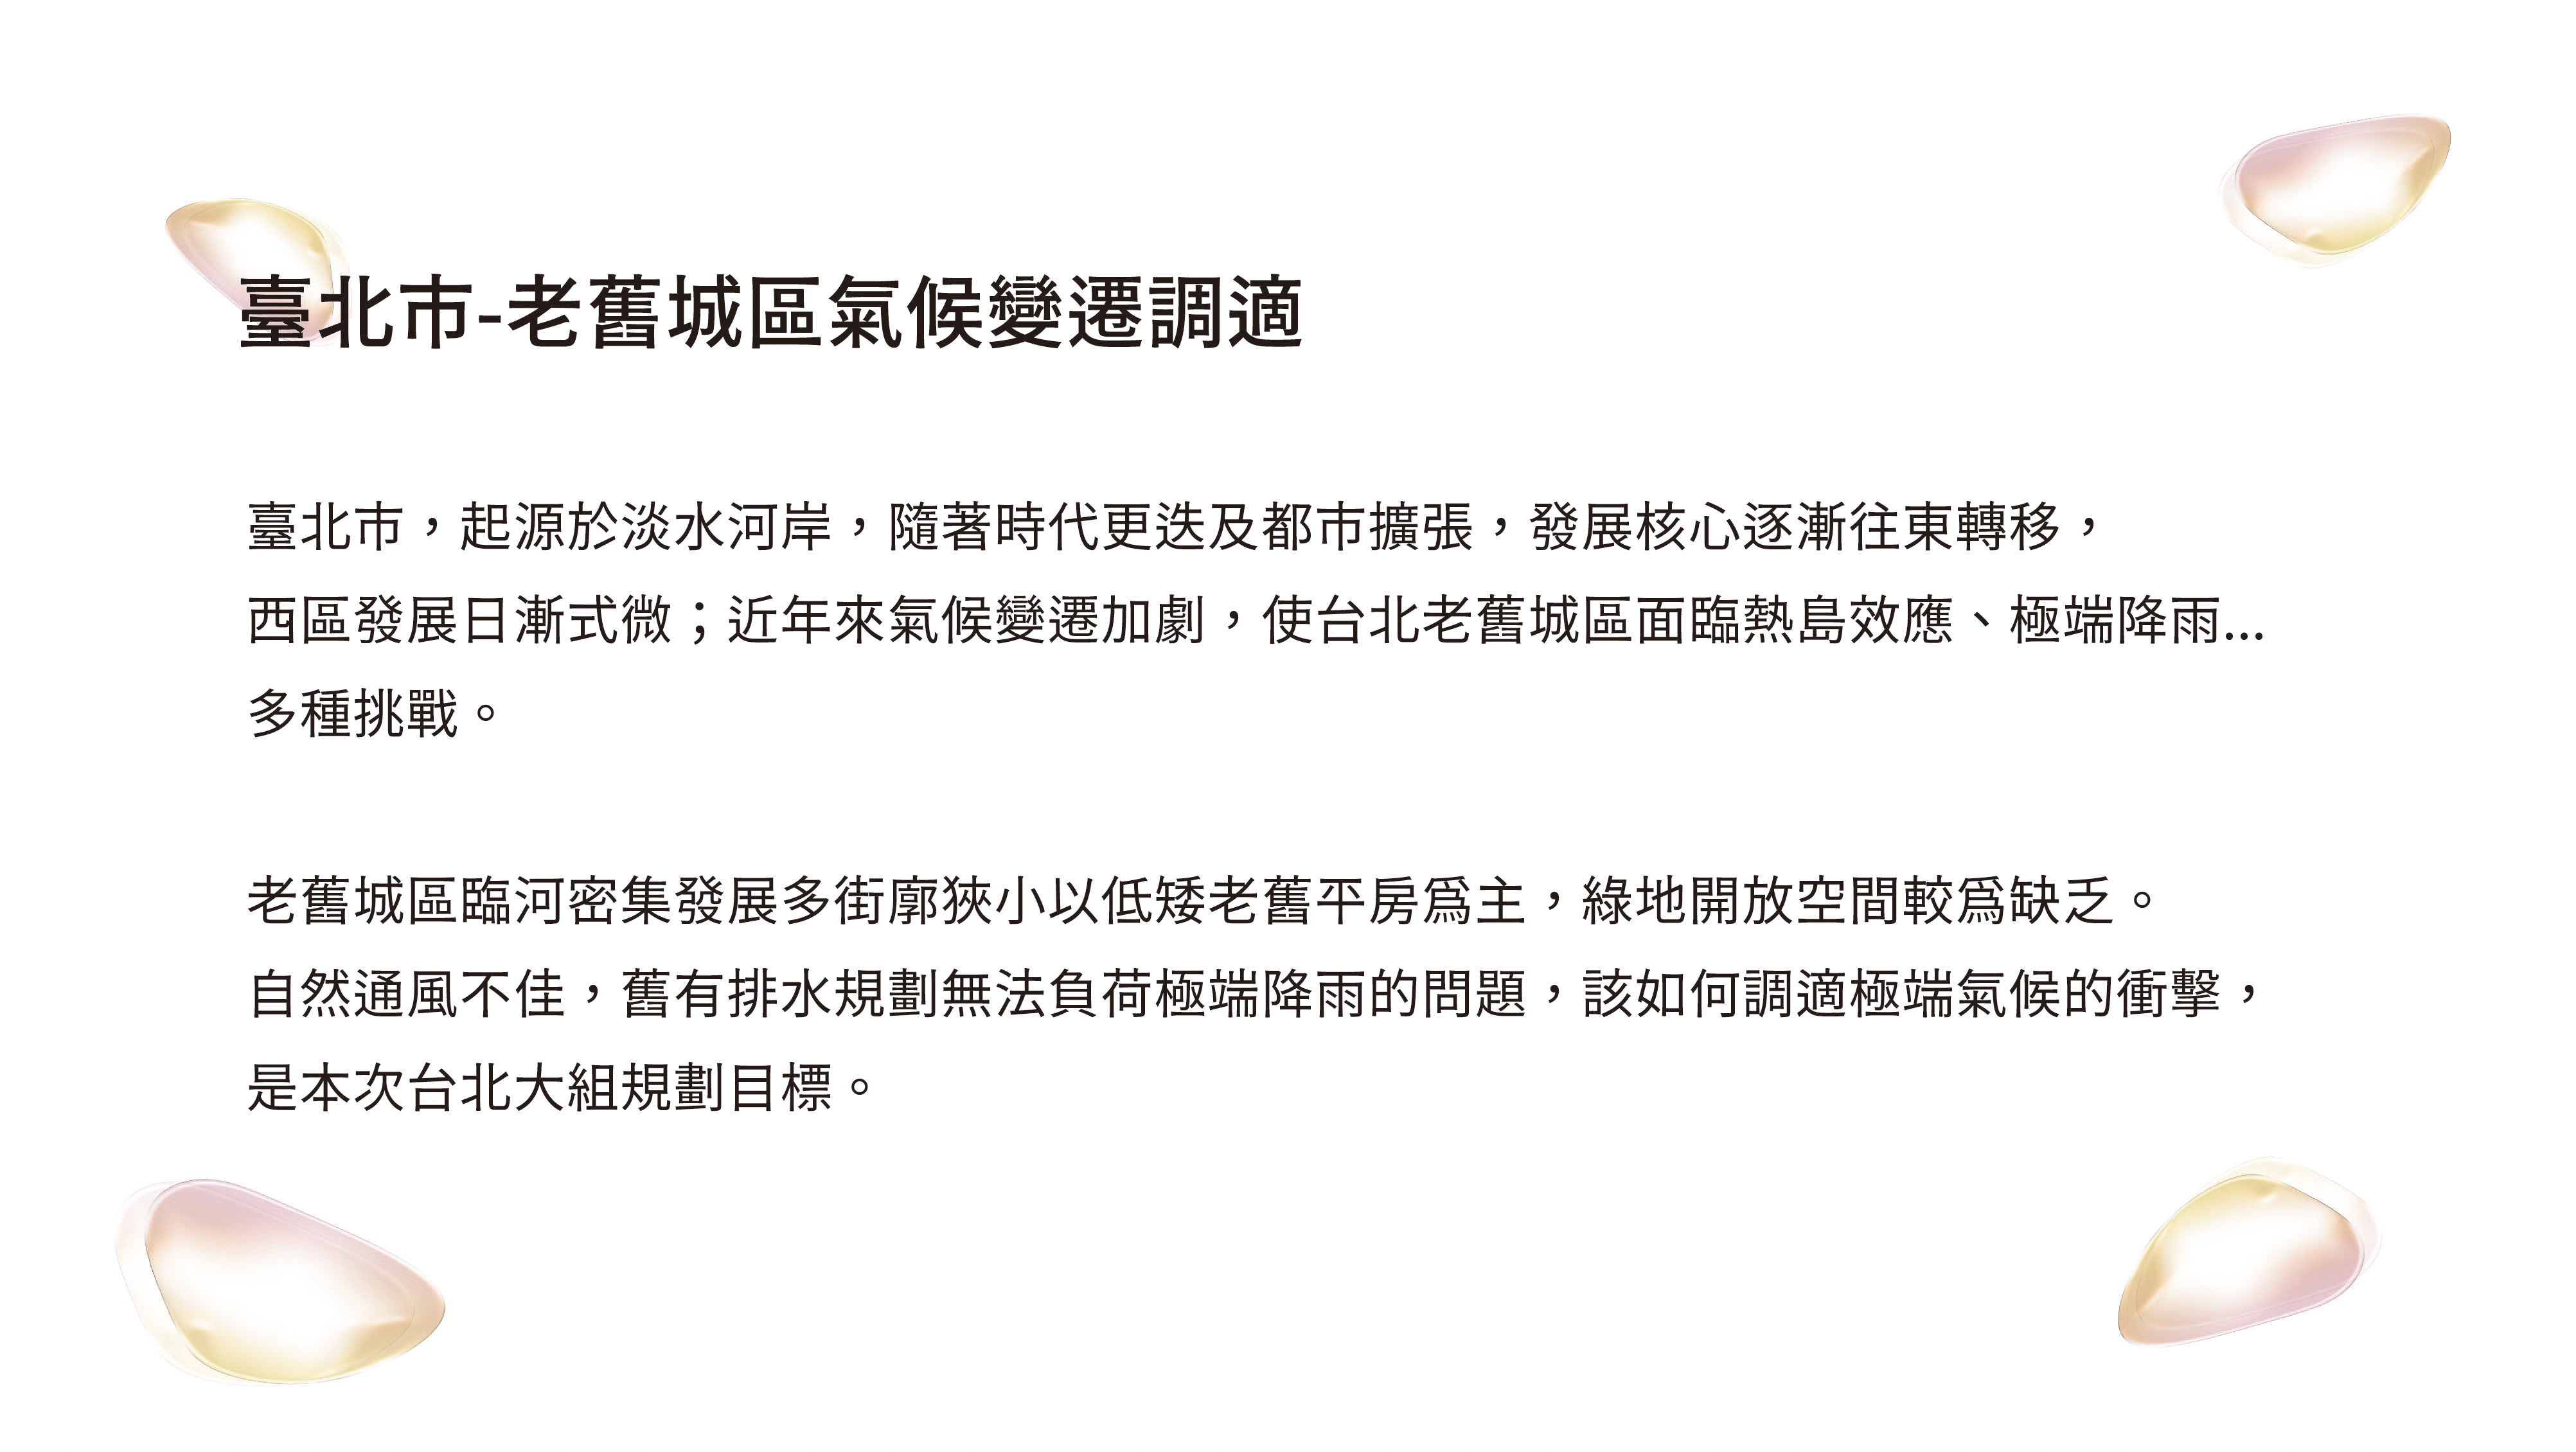 臺北市-老舊城區氣候變遷調適
臺北市，起源於淡水河岸，隨著時代更迭及都市擴張，發展核心逐漸往東轉移，
西區發展日漸式微；近年來氣候變遷加劇，使台北老舊城區面臨熱島效應、極端降雨...
多種挑戰。
老舊城區臨河密集發展多街廓狹小以低矮老舊平房爲主，綠地開放空間較爲缺乏。
自然通風不佳，舊有排水規劃無法負荷極端降雨的問題，該如何調適極端氣候的衝擊，
是本次台北大組規劃目標。